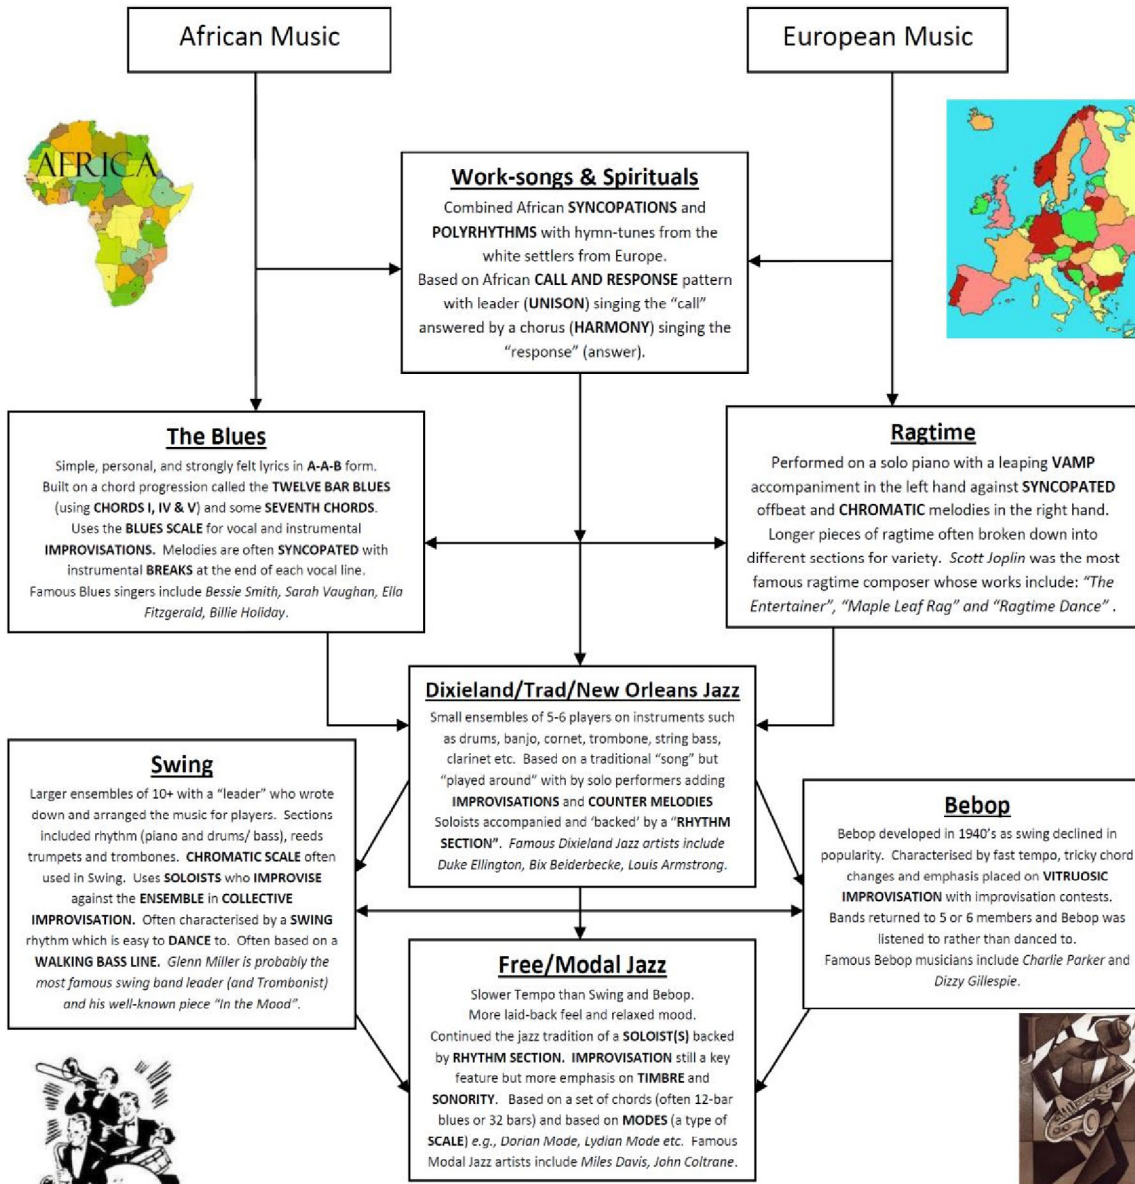 African Music
European Music
AFRICA
Work-songs & Spirituals
Combined African SYNCOPATIONS and
POLYRHYTHMS with hymn-tunes from the
white settlers from Europe.
Based on African CALL AND RESPONSE pattern
with leader (UNISON) singing the “call”
answered by a chorus (HARMONY) singing the
“response” (answer).
The Blues
Simple, personal, and strongly felt lyrics in A-A-B form.
Built on a chord progression called the TWELVE BAR BLUES
(using CHORDS I, IV & V) and some SEVENTH CHORDS.
Uses the BLUES SCALE for vocal and instrumental
IMPROVISATIONS. Melodies are often SYNCOPATED with
instrumental BREAKS at the end of each vocal line.
Famous Blues singers include Bessie Smith, Sarah Vaughan, Ella
Fitzgerald, Billie Holiday.
Ragtime
Performed on a solo piano with a leaping VAMP
accompaniment in the left hand against SYNCOPATED
offbeat and CHROMATIC melodies in the right hand.
Longer pieces of ragtime often broken down into
different sections for variety. Scott Joplin was the most
famous ragtime composer whose works include: “The
Entertainer”, “Maple Leaf Rag” and “Ragtime Dance” .
Dixieland/Trad/New Orleans Jazz
Small ensembles of 5-6 players on instruments such
as drums, banjo, cornet, trombone, string bass,
clarinet etc. Based on a traditional “song” but
“played around” with by solo performers adding
IMPROVISATIONS and COUNTER MELODIES
Soloists accompanied and ‘backed’ by a “RHYTHM
SECTION”. Famous Dixieland Jazz artists include
Duke Ellington, Bix Beiderbecke, Louis Armstrong.
Swing
Larger ensembles of 10+ with a “leader” who wrote
down and arranged the music for players. Sections
included rhythm (piano and drums/ bass), reeds
trumpets and trombones. CHROMATIC SCALE often
used in Swing. Uses SOLOISTS who IMPROVISE
against the ENSEMBLE in COLLECTIVE
IMPROVISATION. Often characterised by a SWING
rhythm which is easy to DANCE to. Often based on a
WALKING BASS LINE. Glenn Miller is probably the
most famous swing band leader (and Trombonist)
and his well-known piece “In the Mood”.
Bebop
Bebop developed in 1940’s as swing declined in
popularity. Characterised by fast tempo, tricky chord
changes and emphasis placed on VITRUOSIC
IMPROVISATION with improvisation contests.
Bands returned to 5 or 6 members and Bebop was
listened to rather than danced to.
Famous Bebop musicians include Charlie Parker and
Dizzy Gillespie.
Free/Modal Jazz
Slower Tempo than Swing and Bebop.
More laid-back feel and relaxed mood.
Continued the jazz tradition of a SOLOIST(S) backed
by RHYTHM SECTION. IMPROVISATION still a key
feature but more emphasis on TIMBRE and
SONORITY. Based on a set of chords (often 12-bar
blues or 32 bars) and based on MODES (a type of
SCALE) e.g., Dorian Mode, Lydian Mode etc. Famous
Modal Jazz artists include Miles Davis, John Coltrane.